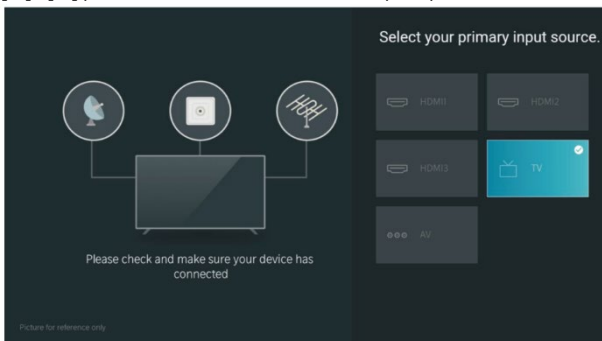 Select your primary input source.
HDMI1
HDMI2
HDMI3
TV
AV
Please check and make sure your device has
connected
Picture for reference only